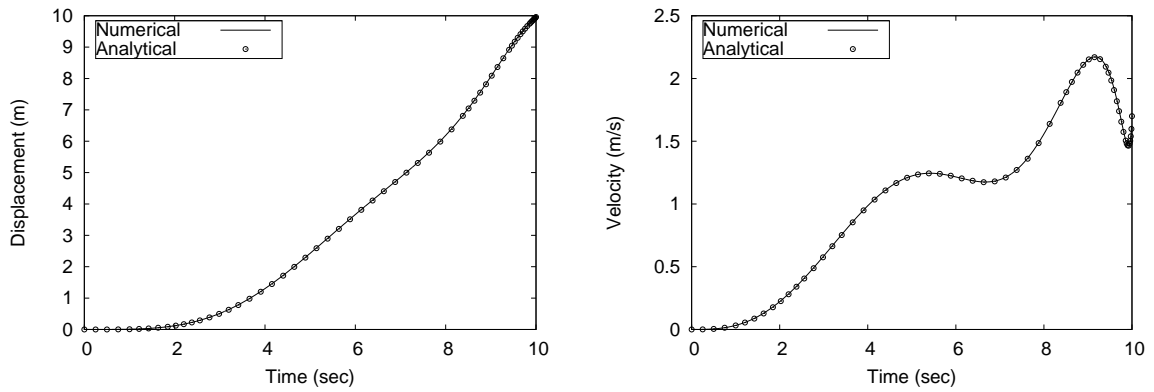 Numerical
Analytical
Displacement (m)
10
9
8
7
6
5
4
3
2
1
0
0 2 4 6 8 10
Time (sec)
Numerical
Analytical
Velocity (m/s)
2.5
2
1.5
1
0.5
0
0 2 4 6 8 10
Time (sec)